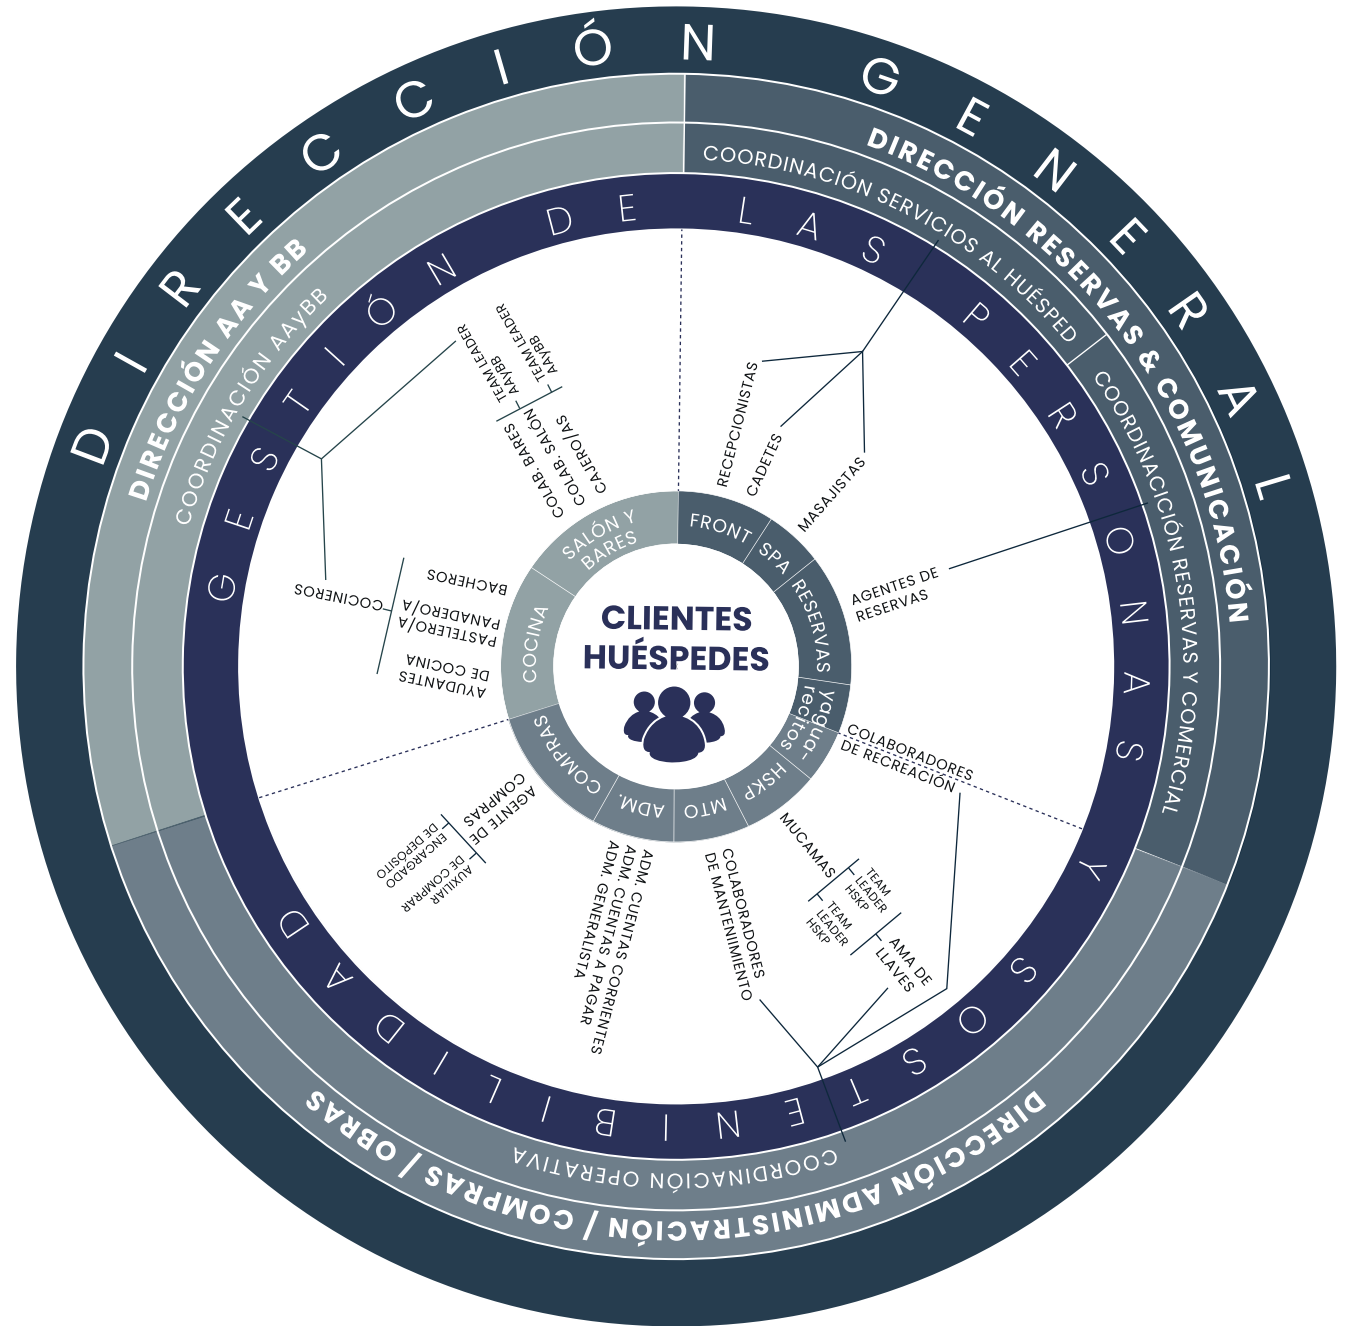 DIRECCIÓN GENERAL
DIRECCIÓN AA Y BB
COORDINACIÓN AAyBB
DIRECCIÓN RESERVAS & COMUNICACIÓN
COORDINACIÓN SERVICIOS AL HUÉSPED
COORDINACICIÓN RESERVAS Y COMERCIAL
DIRECCIÓN ADMINISTRACIÓN / COMPRAS / OBRAS
COORDINACIÓN OPERATIVA
GESTIÓN DE LAS PERSONAS Y SOSTENIBILIDAD
TEAM LEADER
AAyBB
TEAM LEADER
AAyBB
COLAB. BARES
COLAB. SALÓN
CAJERO/AS
RECEPCIONISTAS
CADETES
MASAJISTAS
AGENTES DE
RESERVAS
COLABORADORES
DE RECREACIÓN
MUCAMAS
TEAM
LEADER
HSKP
TEAM
LEADER
HSKP
AMA DE
LLAVES
COLABORADORES
DE MANTENIIMIENTO
ADM. CUENTAS CORRIENTES
ADM. CUENTAS A PAGAR
ADM. GENERALISTA
AGENTE DE
COMPRAS
AUXILIAR
DE COMPRAR
ENCARGADO
DE DEPÓSITO
COCINEROS
BACHEROS
PANADERO/A
PASTELERO/A
AYUDANTES
DE COCINA
SALÓN Y
BARES
FRONT
SPA
RESERVAS
yagua-
recitos
HSKP
MTO
ADM.
COMPRAS
COCINA
CLIENTES
HUÉSPEDES